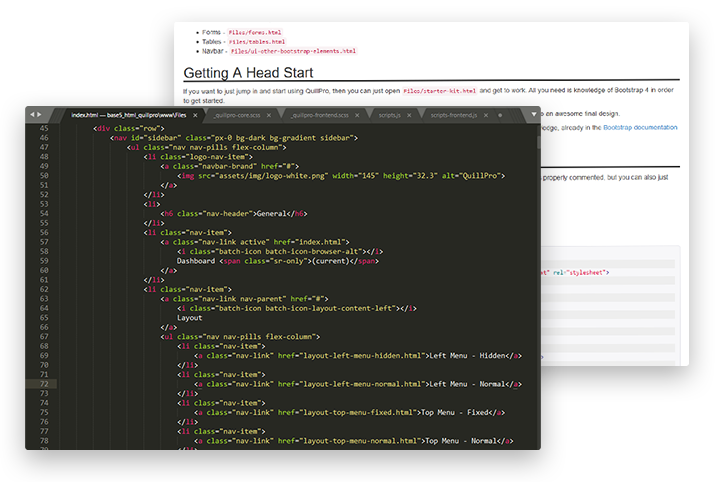 • Forms - Files/forms.html
• Tables - Files/tables.html
• Navbar - Files/ui-other-bootstrap-elements.html
Getting A Head Start
If you want to just jump in and start using QuillPro, then you can just open Files/starter-kit.html and get to work. All you need is knowledge of Bootstrap 4 in
order to get started.
to an awesome final design.
already in the Bootstrap documentation
properly commented, but you can also just
rel="stylesheet">
index.html — base5_html_quillpro\www\Files × _quillpro-core.scss × _quillpro-frontend.scss × scripts.js × scripts-frontend.js
45 <div class="row">
46 <nav id="sidebar" class="px-0 bg-dark bg-gradient sidebar">
47 <ul class="nav nav-pills flex-column">
48 <li class="logo-nav-item">
49 <a class="navbar-brand" href="#">
50 <img src="assets/img/logo-white.png" width="145" height="32.3" alt="QuillPro">
51 </a>
52 </li>
53 <li>
54 <h6 class="nav-header">General</h6>
55 </li>
56 <li class="nav-item">
57 <a class="nav-link active" href="index.html">
58 <i class="batch-icon batch-icon-browser-alt"></i>
59 Dashboard <span class="sr-only">(current)</span>
60 </a>
61 </li>
62 <li class="nav-item">
63 <a class="nav-link nav-parent" href="#">
64 <i class="batch-icon batch-icon-layout-content-left"></i>
65 Layout
66 </a>
67 <ul class="nav nav-pills flex-column">
68 <li class="nav-item">
69 <a class="nav-link" href="layout-left-menu-hidden.html">Left Menu - Hidden</a>
70 </li>
71 <li class="nav-item">
72 <a class="nav-link" href="layout-left-menu-normal.html">Left Menu - Normal</a>
73 </li>
74 <li class="nav-item">
75 <a class="nav-link" href="layout-top-menu-fixed.html">Top Menu - Fixed</a>
76 </li>
77 <li class="nav-item">
78 <a class="nav-link" href="layout-top-menu-normal.html">Top Menu - Normal</a>